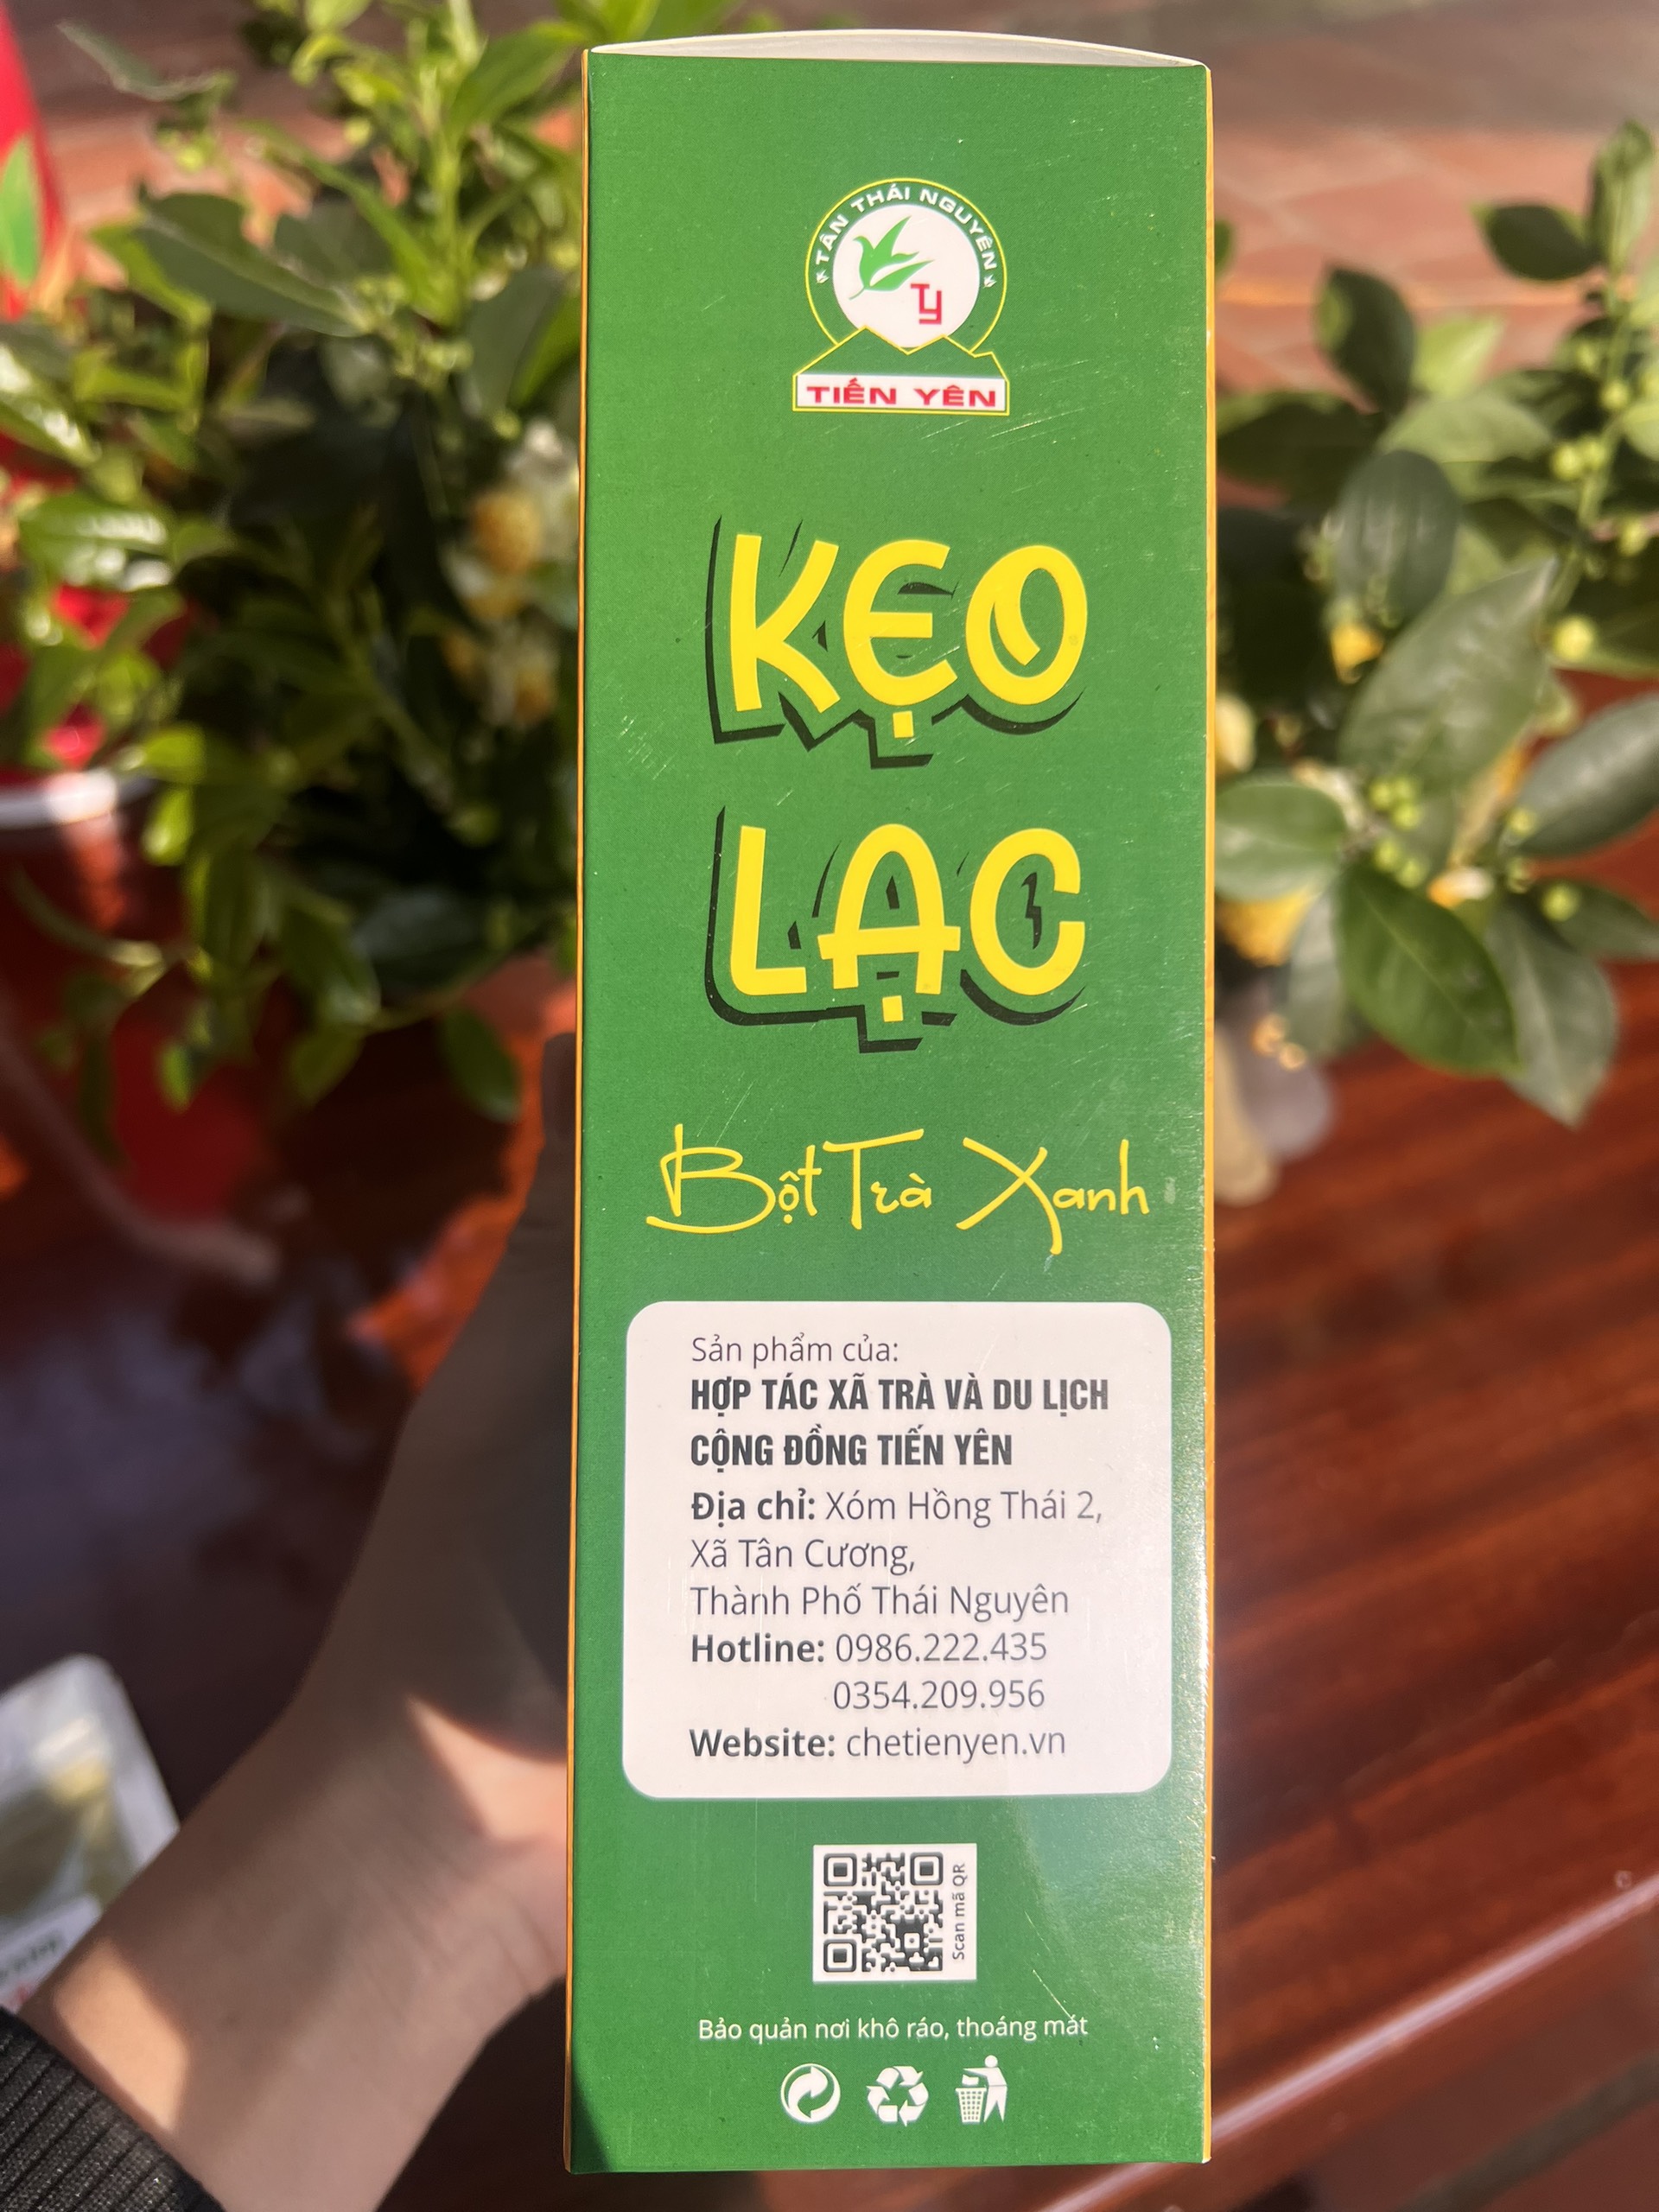 TÂN THÁI NGUYÊN
Ty
TIẾN YÊN
KẸO
LẠC
Bột Trà Xanh
Sản phẩm của:
HỢP TÁC XÃ TRÀ VÀ DU LỊCH
CỘNG ĐỒNG TIẾN YÊN
Địa chỉ: Xóm Hồng Thái 2,
Xã Tân Cương,
Thành Phố Thái Nguyên
Hotline: 0986.222.435
0354.209.956
Website: chetienyen.vn
Scan mã QR
Bảo quản nơi khô ráo, thoáng mát